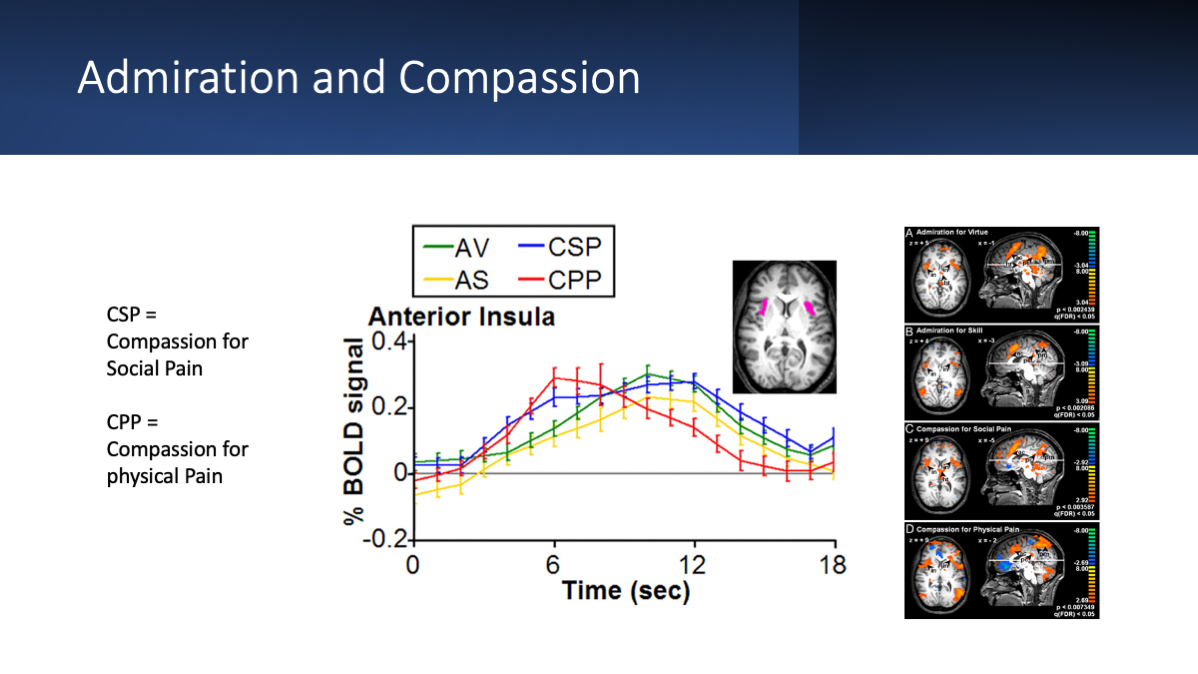 Admiration and Compassion
CSP =
Compassion for
Social Pain
CPP =
Compassion for
physical Pain
AV CSP
AS CPP
Anterior Insula
% BOLD signal
0.4
0.2
0
-0.2
0 6 12 18
Time (sec)
A Admiration for Virtue
z = + 5 x = -1
-8.00
-3.04
8.00
3.04
p < 0.002439
q(FDR) < 0.05
B Admiration for Skill
x = -3
-8.00
-3.09
8.00
3.09
p < 0.002086
q(FDR) < 0.05
C Compassion for Social Pain
x = -5
-8.00
-2.92
8.00
2.92
p < 0.003587
q(FDR) < 0.05
D Compassion for Physical Pain
x = - 2
-8.00
-2.69
8.00
2.69
p < 0.007349
q(FDR) < 0.05